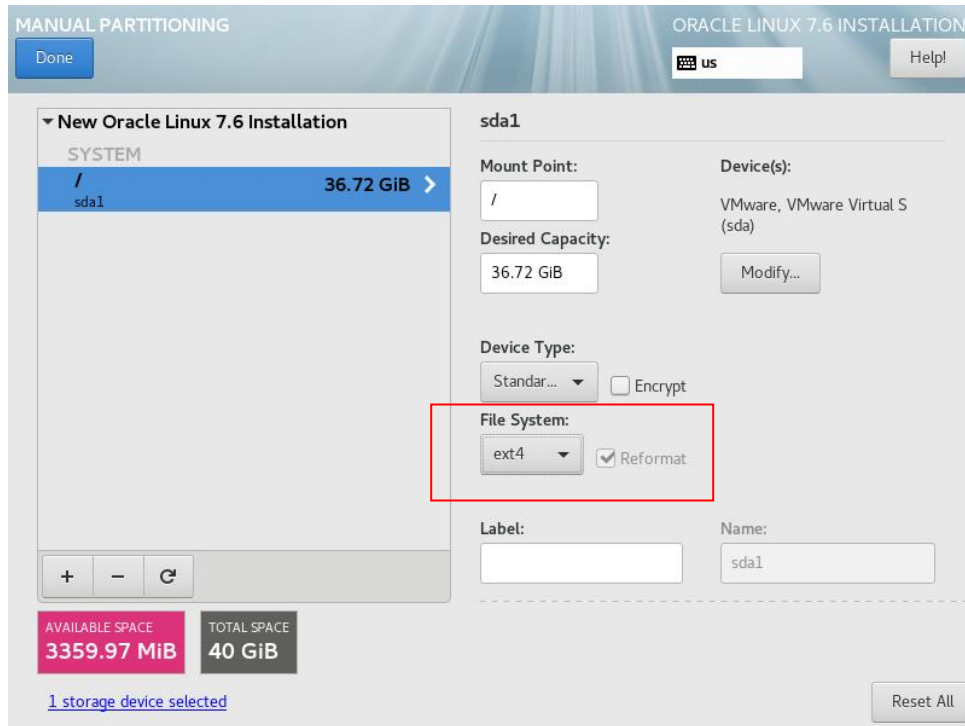 MANUAL PARTITIONING
ORACLE LINUX 7.6 INSTALLATION
Done
us
Help!
New Oracle Linux 7.6 Installation
SYSTEM
/
36.72 GiB
sda1
sda1
Mount Point:
/
Device(s):
VMware, VMware Virtual S
(sda)
Desired Capacity:
36.72 GiB
Modify...
Device Type:
Standar...
Encrypt
File System:
ext4
Reformat
Label:
Name:
sda1
+ −
AVAILABLE SPACE
3359.97 MiB
TOTAL SPACE
40 GiB
1 storage device selected
Reset All